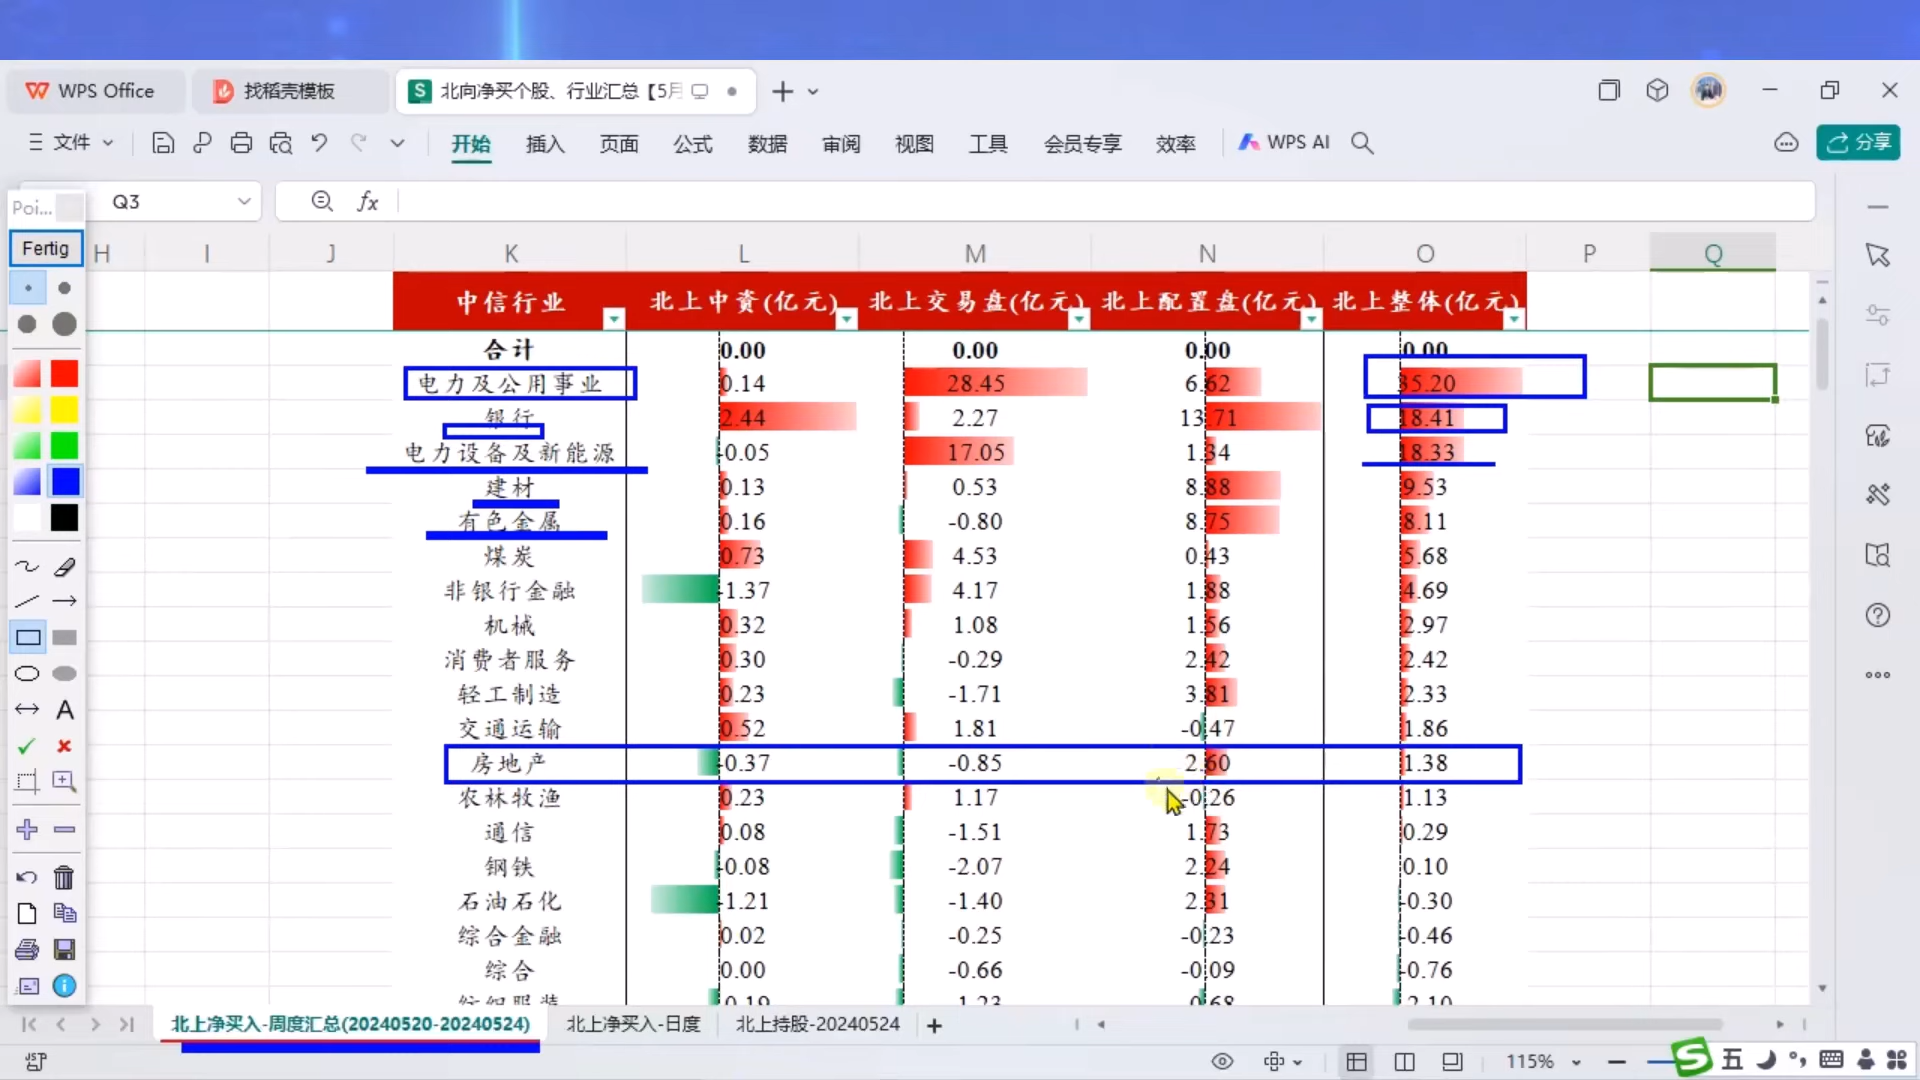 WPS Office 找稻壳模板 北向净买个股、行业汇总【5月
文件 开始 插入 页面 公式 数据 审阅 视图 工具 会员专享 效率 WPS AI 分享
Poi... Q3 fx
Fertig H I J K L M N O P Q
中信行业 北上中资(亿元) 北上交易盘(亿元) 北上配置盘(亿元) 北上整体(亿元)
合计 0.00 0.00 0.00 0.00
电力及公用事业 0.14 28.45 6.62 35.20
银行 2.44 2.27 13.71 18.41
电力设备及新能源 -0.05 17.05 1.34 18.33
建材 0.13 0.53 8.88 9.53
有色金属 0.16 -0.80 8.75 8.11
煤炭 0.73 4.53 0.43 5.68
非银行金融 -1.37 4.17 1.88 4.69
机械 0.32 1.08 1.56 2.97
消费者服务 0.30 -0.29 2.42 2.42
轻工制造 0.23 -1.71 3.81 2.33
交通运输 0.52 1.81 -0.47 1.86
房地产 -0.37 -0.85 2.60 1.38
农林牧渔 0.23 1.17 -0.26 1.13
通信 0.08 -1.51 1.73 0.29
钢铁 -0.08 -2.07 2.24 0.10
石油石化 -1.21 -1.40 2.31 -0.30
综合金融 0.02 -0.25 -0.23 -0.46
综合 0.00 -0.66 -0.09 -0.76
北上净买入-周度汇总(20240520-20240524) 北上净买入-日度 北上持股-20240524
115% 五